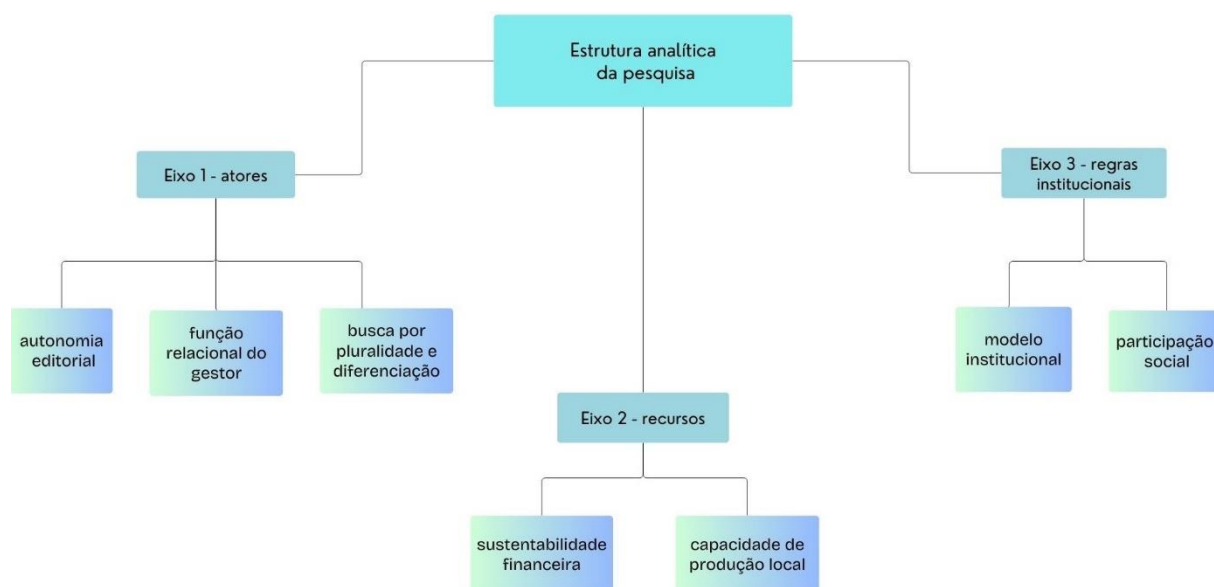 Estrutura analítica
da pesquisa
Eixo 1 - atores
autonomia
editorial
função
relacional do
gestor
busca por
pluralidade e
diferenciação
Eixo 2 - recursos
sustentabilidade
financeira
capacidade de
produção local
Eixo 3 - regras
institucionais
modelo
institucional
participação
social